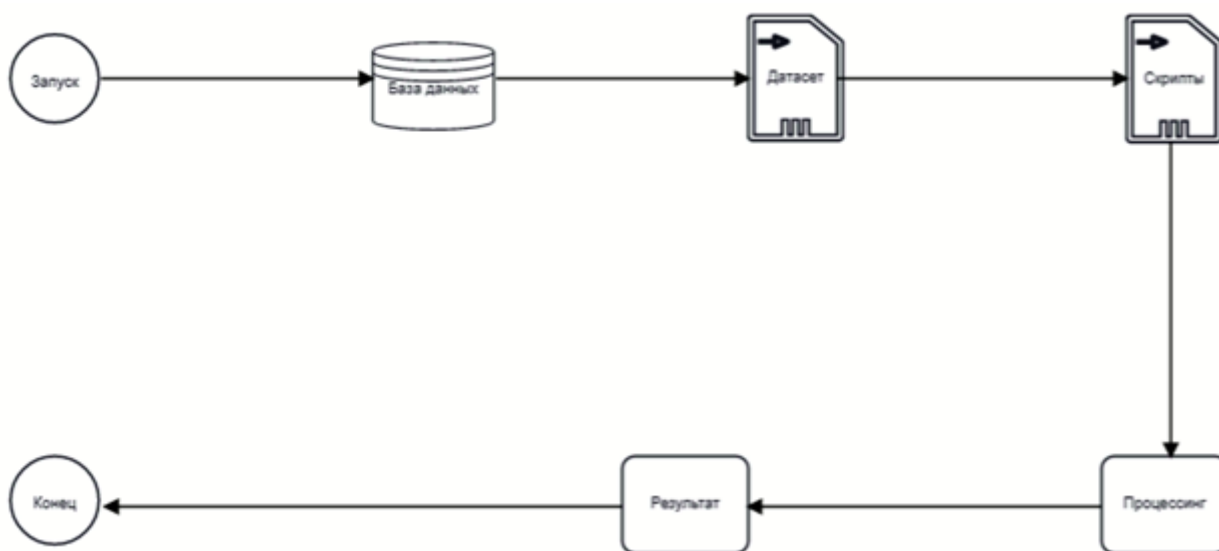 Запуск
База данных
Датасет
Скрипты
Конец
Результат
Процессинг